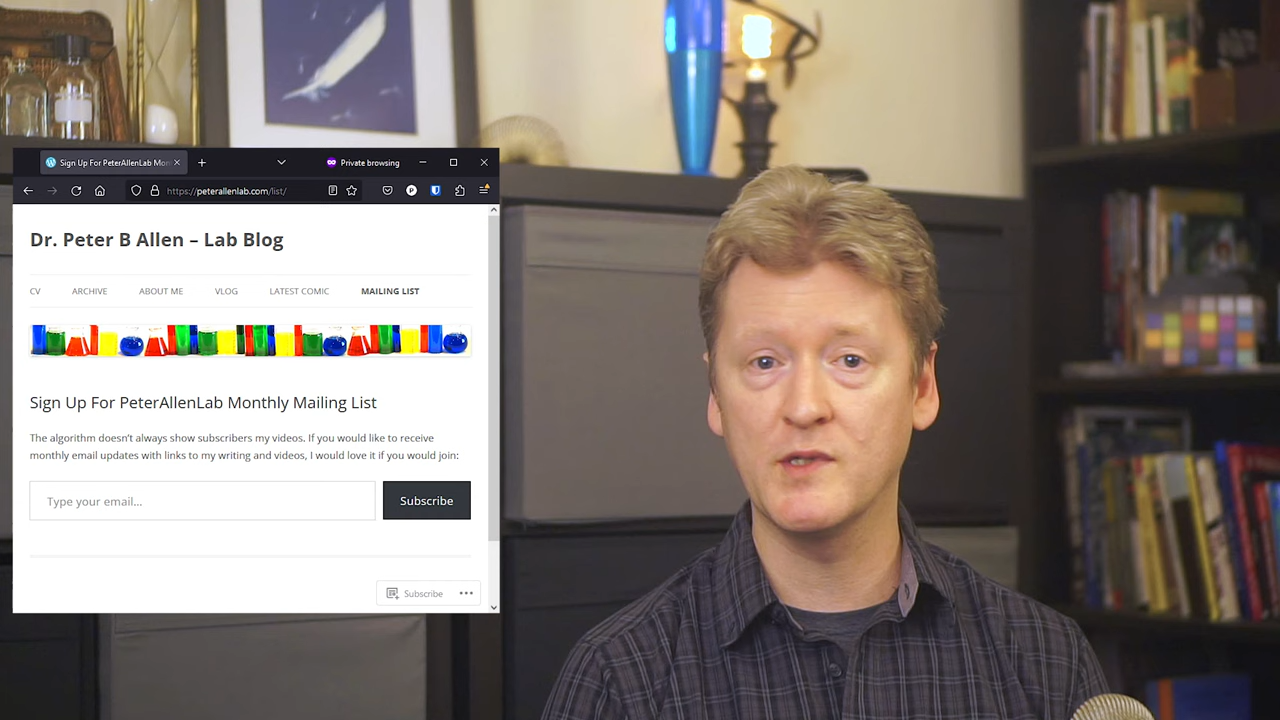 Sign Up For PeterAllenLab Mon
Private browsing
https://peterallenlab.com/list/
Dr. Peter B Allen – Lab Blog
CV ARCHIVE ABOUT ME VLOG LATEST COMIC MAILING LIST
Sign Up For PeterAllenLab Monthly Mailing List
The algorithm doesn't always show subscribers my videos. If you would like to receive
monthly email updates with links to my writing and videos, I would love it if you would join:
Type your email... Subscribe
Subscribe